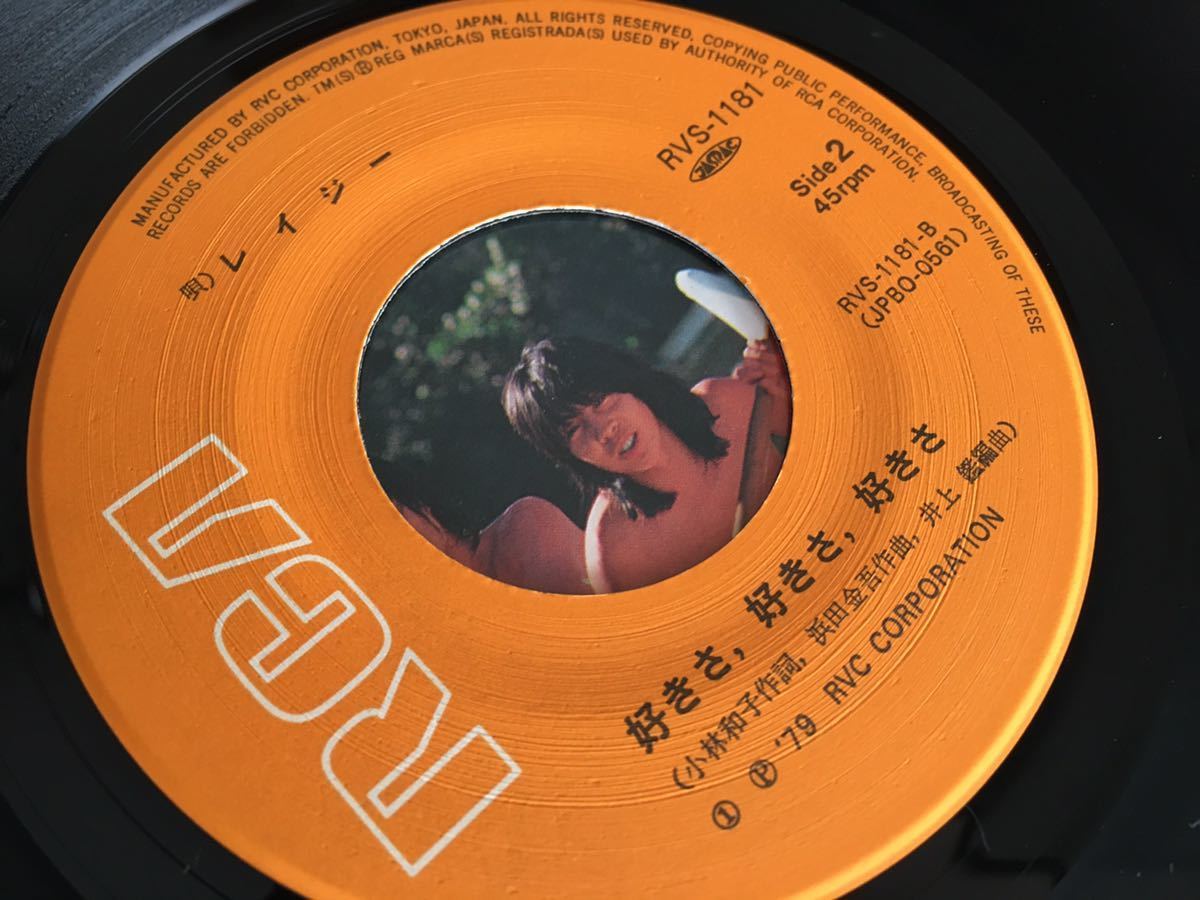 MANUFACTURED BY RVC CORPORATION, TOKYO, JAPAN. ALL RIGHTS RESERVED, COPYING PUBLIC PERFORMANCE, BROADCASTING OF THESE
RECORDS ARE FORBIDDEN. TM(S)® REG MARCA(S) REGISTRADA(S) USED BY AUTHORITY OF RCA CORPORATION.
RVS-1181
JASRAC
Side 2
45rpm
RVS-1181-B
(JPBO-0561)
唄)レイジー
RCA
好きさ, 好きさ, 好きさ
(小林和子作詞, 浜田金吾作曲, 井上 鑑編曲)
① Ⓟ '79 RVC CORPORATION